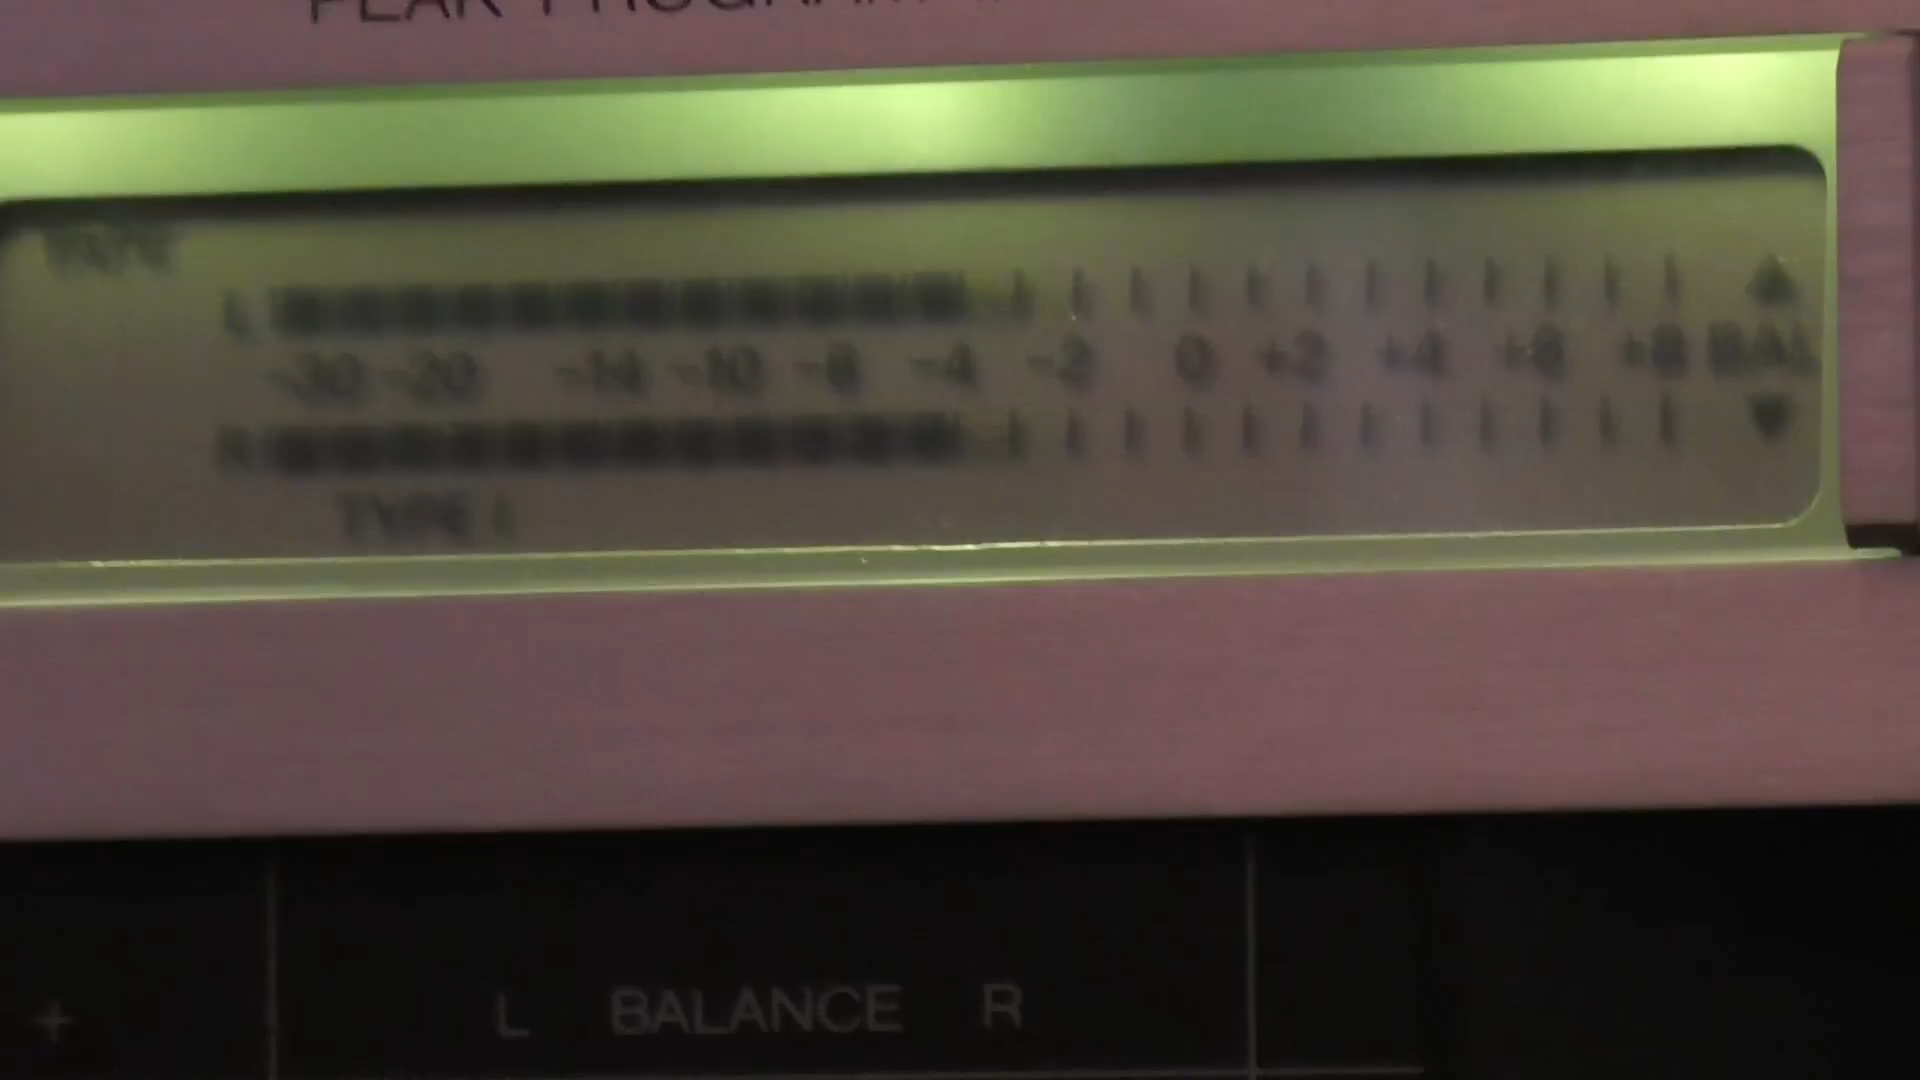 PEAK PROGRAM
TAPE
L
-30 -20 -14 -10 -6 -4 -2 0 +2 +4 +6 +8 BAL
R
TYPE I
+ L BALANCE R